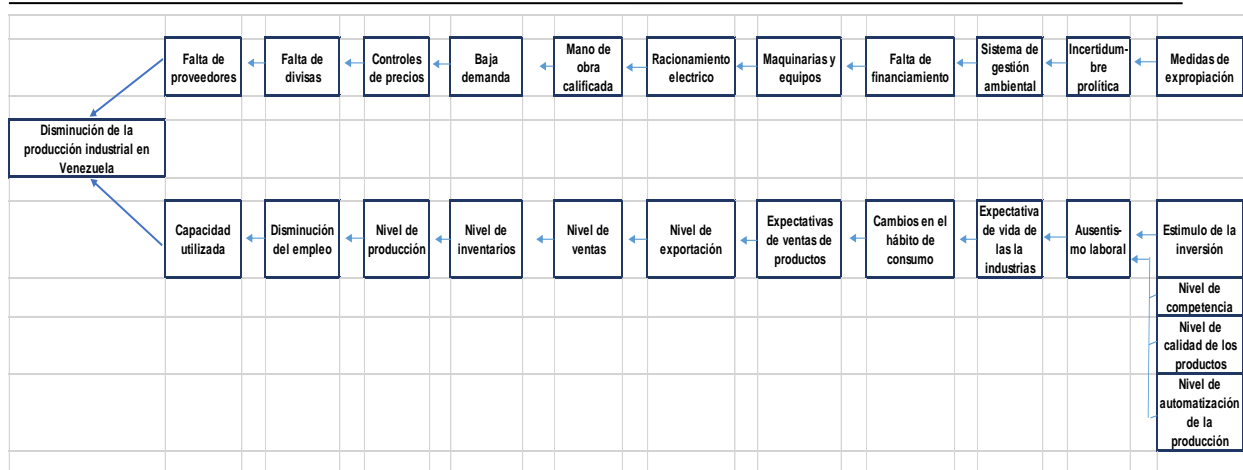 Falta de
proveedores
Falta de
divisas
Controles
de precios
Baja
demanda
Mano de
obra
calificada
Racionamiento
electrico
Maquinarias y
equipos
Falta de
financiamiento
Sistema de
gestión
ambiental
Incertidum-
bre
prolítica
Medidas de
expropiación
Disminución de la
producción industrial en
Venezuela
Capacidad
utilizada
Disminución
del empleo
Nivel de
producción
Nivel de
inventarios
Nivel de
ventas
Nivel de
exportación
Expectativas
de ventas de
productos
Cambios en el
hábito de
consumo
Expectativa
de vida de
las la
industrias
Ausentis-
mo laboral
Estimulo de la
inversión
Nivel de
competencia
Nivel de
calidad de los
productos
Nivel de
automatización
de la
producción